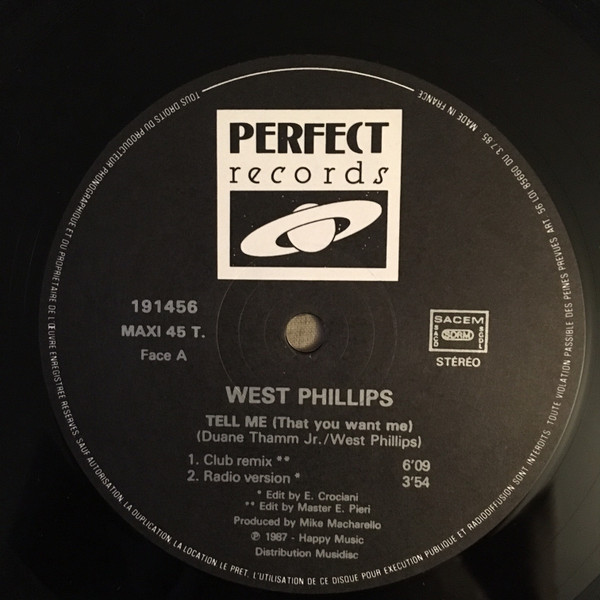 PERFECT
records
191456
MAXI 45 T.
Face A
SACEM
SACD
SDRM
SGDL
STÉRÉO
WEST PHILLIPS
TELL ME (That you want me)
(Duane Thamm Jr./West Phillips)
1. Club remix ** 6'09
2. Radio version * 3'54
* Edit by E. Crociani
** Edit by Master E. Pieri
Produced by Mike Macharello
℗ 1987 - Happy Music
Distribution Musidisc
TOUS DROITS DU PRODUCTEUR PHONOGRAPHIQUE ET DU PROPRIETAIRE DE L'ŒUVRE ENREGISTREE RESERVES. SAUF AUTORISATION LA DUPLICATION, LA LOCATION LE PRET, L'UTILISATION DE CE DISQUE POUR EXECUTION PUBLIQUE ET RADIODIFFUSION SONT INTERDITS. TOUTE VIOLATION PASSIBLE DES PEINES PREVUES ART. 56 LOI 85660 DU 3.7.85 MADE IN FRANCE